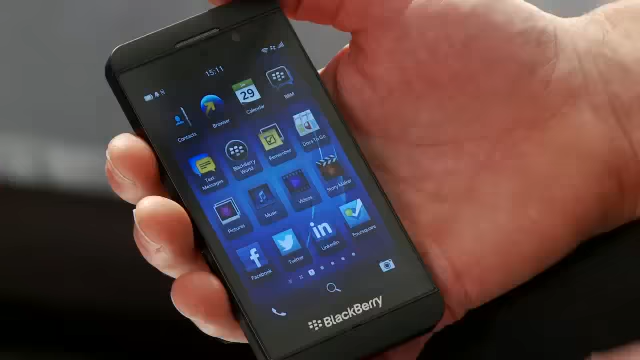 15:11
Contacts
Browser
29
Calendar
BBM
Text
Messages
BlackBerry
World
Remember
Docs To Go
Pictures
Music
Videos
Story Maker
f
Facebook
Twitter
in
LinkedIn
Foursquare
BlackBerry